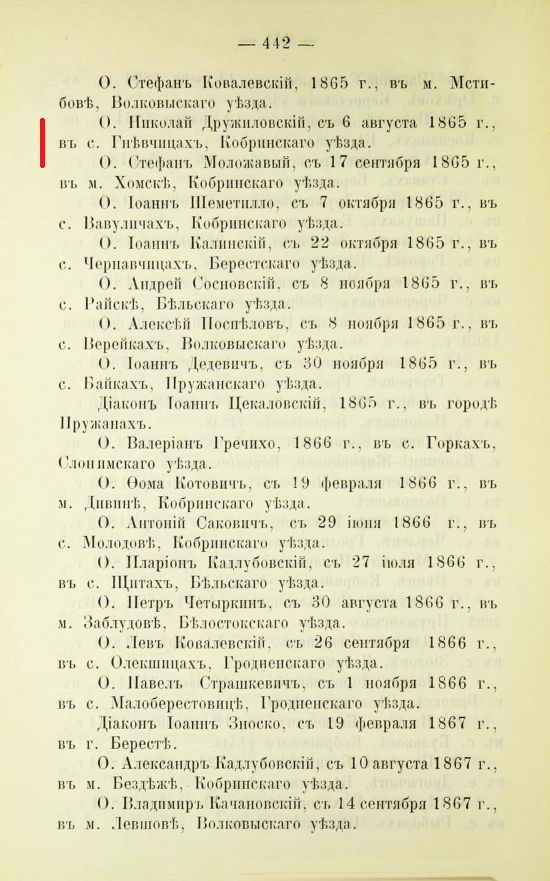 — 442 —
О. Стефанъ Ковалевскій, 1865 г., въ м. Мсти-
бовѣ, Волковыскаго уѣзда.
О. Николай Дружиловскій, съ 6 августа 1865 г.,
въ с. Гнѣвчицахъ, Кобринскаго уѣзда.
О. Стефанъ Моложавый, съ 17 сентября 1865 г.,
въ м. Хомскѣ, Кобринскаго уѣзда.
О. Іоаннъ Шеметилло, съ 7 октября 1865 г., въ
с. Вавуличахъ, Кобринскаго уѣзда.
О. Іоаннъ Калинскій, съ 22 октября 1865 г., въ
с. Чернавчицахъ, Берестскаго уѣзда.
О. Андрей Сосновскій, съ 8 ноября 1865 г., въ
с. Райскѣ, Бѣльскаго уѣзда.
О. Алексѣй Поспѣловъ, съ 8 ноября 1865 г., въ
с. Верейкахъ, Волковыскаго уѣзда.
О. Іоаннъ Дедевичъ, съ 30 ноября 1865 г., въ
с. Байкахъ, Пружанскаго уѣзда.
Діаконъ Іоаннъ Цекаловскій, 1865 г., въ городѣ
Пружанахъ.
О. Валеріанъ Гречихо, 1866 г., въ с. Горкахъ,
Слонимскаго уѣзда.
О. Ѳома Котовичъ, съ 19 февраля 1866 г., въ
м. Дивинѣ, Кобринскаго уѣзда.
О. Антоній Саковичъ, съ 29 іюня 1866 г., въ
с. Молодовѣ, Кобринскаго уѣзда.
О. Иларіонъ Кадлубовскій, съ 27 іюля 1866 г.,
въ с. Щитахъ, Бѣльскаго уѣзда.
О. Петръ Четыркинъ, съ 30 августа 1866 г., въ
м. Заблудовѣ, Бѣлостокскаго уѣзда.
О. Левъ Ковалевскій, съ 26 сентября 1866 г.,
въ с. Олекшицахъ, Гродненскаго уѣзда.
О. Павелъ Страшкевичъ, съ 1 ноября 1866 г.,
въ с. Малоберестовицѣ, Гродненскаго уѣзда.
Діаконъ Іоаннъ Зноско, съ 19 февраля 1867 г.,
въ г. Берестѣ.
О. Александръ Кадлубовскій, съ 10 августа 1867 г.,
въ м. Бездѣжѣ, Кобринскаго уѣзда.
О. Владимиръ Качановскій, съ 14 сентября 1867 г.,
въ м. Левшовѣ, Волковыскаго уѣзда.